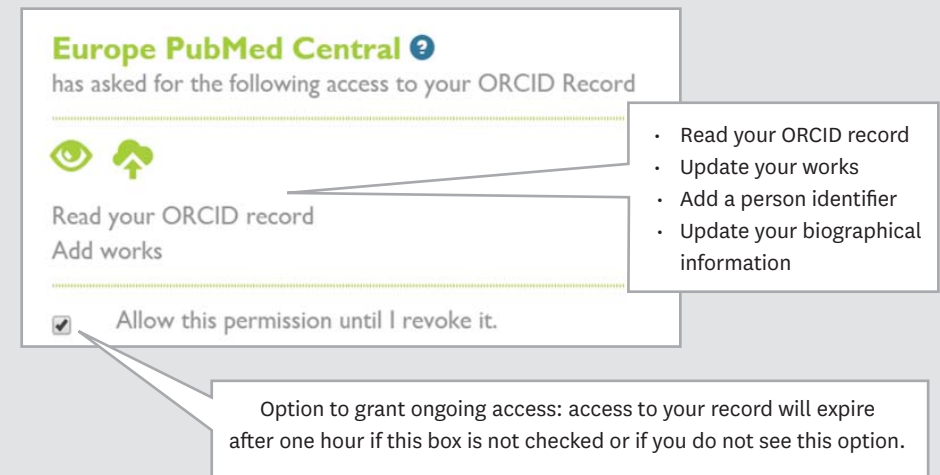 Europe PubMed Central ?
has asked for the following access to your ORCID Record
Read your ORCID record
Add works
Allow this permission until I revoke it.
• Read your ORCID record
• Update your works
• Add a person identifier
• Update your biographical
information
Option to grant ongoing access: access to your record will expire
after one hour if this box is not checked or if you do not see this option.